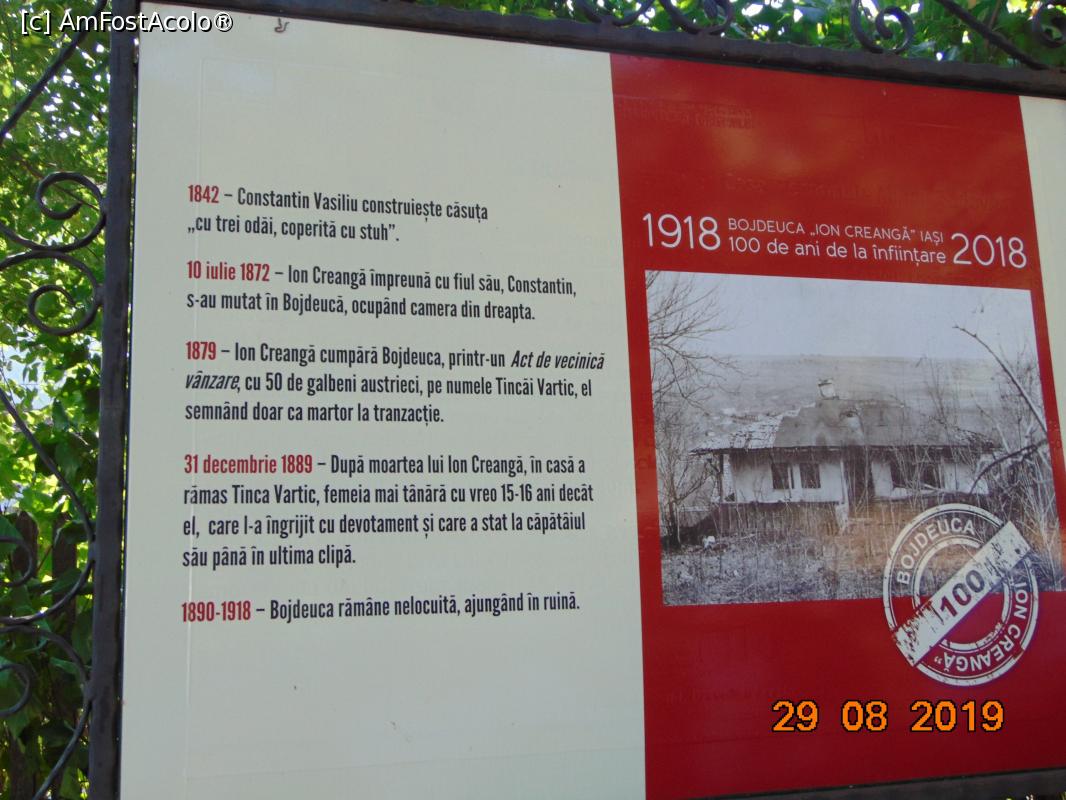 [c] AmFostAcolo®
1842 – Constantin Vasiliu construiește căsuța
„cu trei odăi, coperită cu stuh”.
10 iulie 1872 – Ion Creangă împreună cu fiul său, Constantin,
s-au mutat în Bojdeucă, ocupând camera din dreapta.
1879 – Ion Creangă cumpără Bojdeuca, printr-un Act de vecinică
vânzare, cu 50 de galbeni austrieci, pe numele Tincăi Vartic, el
semnând doar ca martor la tranzacție.
31 decembrie 1889 – După moartea lui Ion Creangă, în casă a
rămas Tinca Vartic, femeia mai tânără cu vreo 15-16 ani decât
el, care l-a îngrijit cu devotament și care a stat la căpătâiul
său până în ultima clipă.
1890-1918 – Bojdeuca rămâne nelocuită, ajungând în ruină.
1918 BOJDEUCA „ION CREANGĂ” IAȘI 2018
100 de ani de la înființare
BOJDEUCA
100
„ION CREANGĂ”
29 08 2019